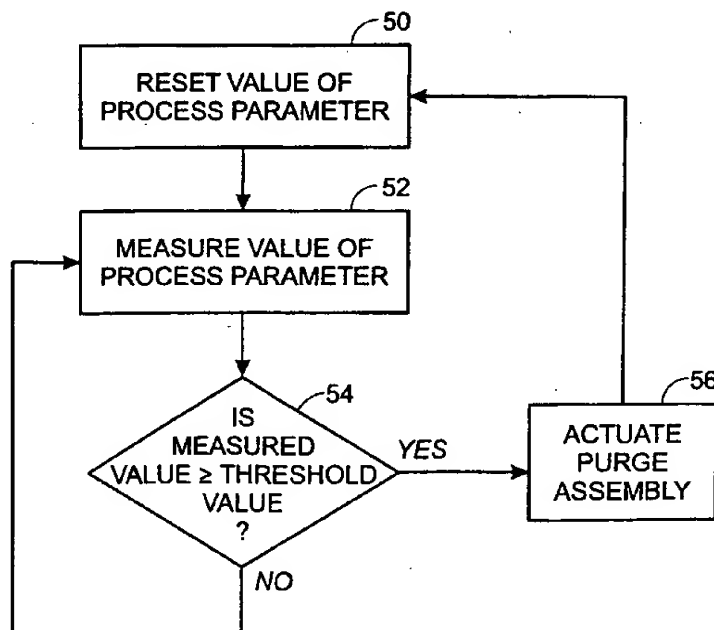 50
RESET VALUE OF
PROCESS PARAMETER
52
MEASURE VALUE OF
PROCESS PARAMETER
54
IS
MEASURED
VALUE ≥ THRESHOLD
VALUE
?
YES
56
ACTUATE
PURGE
ASSEMBLY
NO